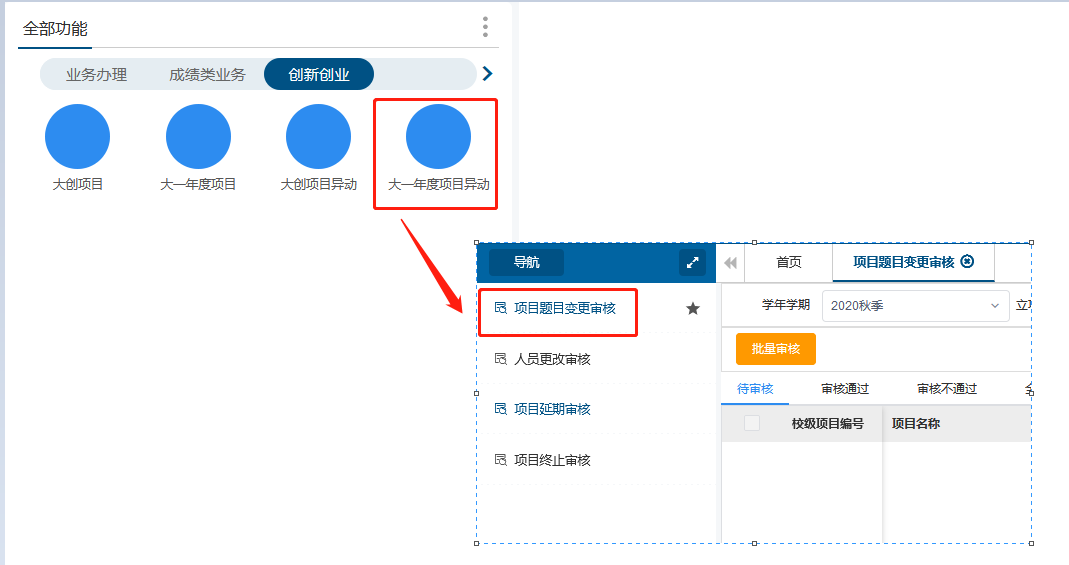 全部功能
业务办理 成绩类业务 创新创业
大创项目 大一年度项目 大创项目异动 大一年度项目异动
导航 首页 项目题目变更审核
项目题目变更审核 学年学期 2020秋季
批量审核
人员更改审核
待审核 审核通过 审核不通过
项目延期审核
校级项目编号 项目名称
项目终止审核